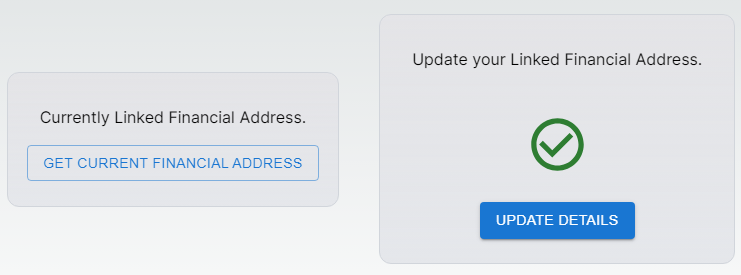 Currently Linked Financial Address.
GET CURRENT FINANCIAL ADDRESS
Update your Linked Financial Address.
UPDATE DETAILS